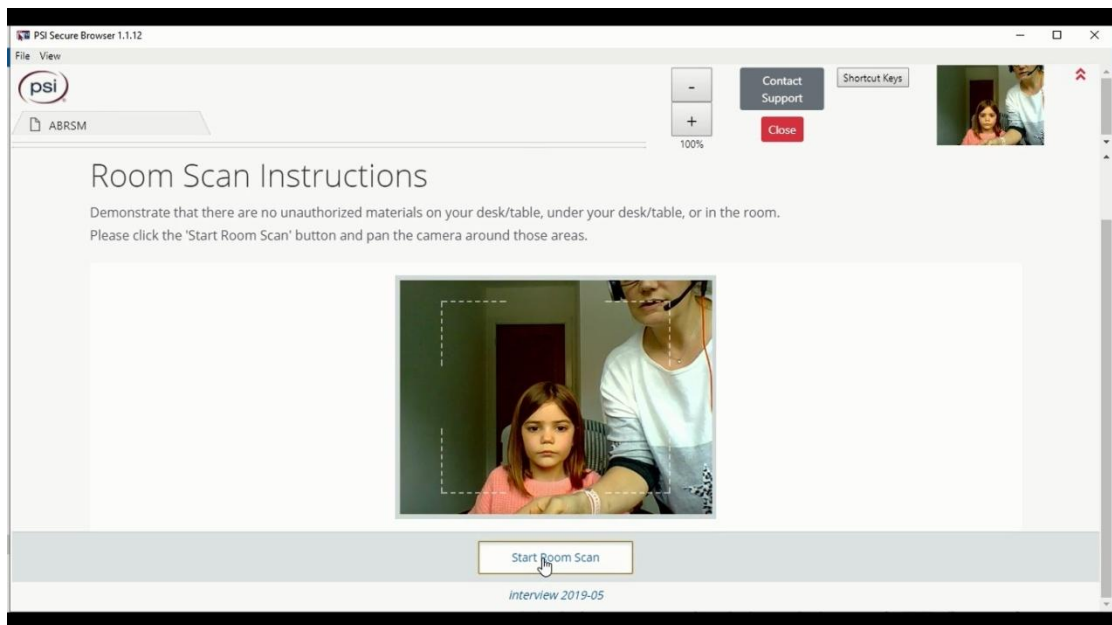 PSI Secure Browser 1.1.12
File View
psi
ABRSM
-
+
100%
Contact
Support
Close
Shortcut Keys
Room Scan Instructions
Demonstrate that there are no unauthorized materials on your desk/table, under your desk/table, or in the room.
Please click the 'Start Room Scan' button and pan the camera around those areas.
Start Room Scan
interview 2019-05